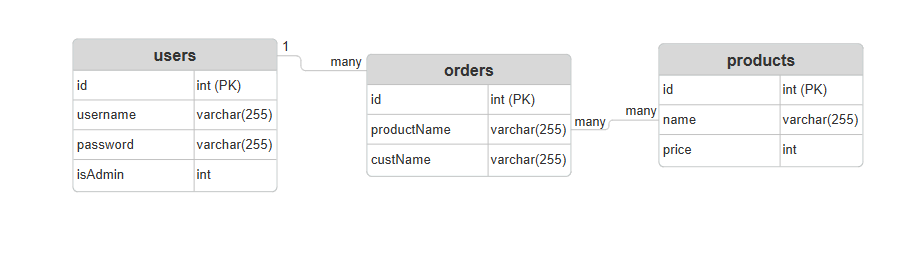 users
id int (PK)
username varchar(255)
password varchar(255)
isAdmin int
1
many
orders
id int (PK)
productName varchar(255)
custName varchar(255)
many
many
products
id int (PK)
name varchar(255)
price int